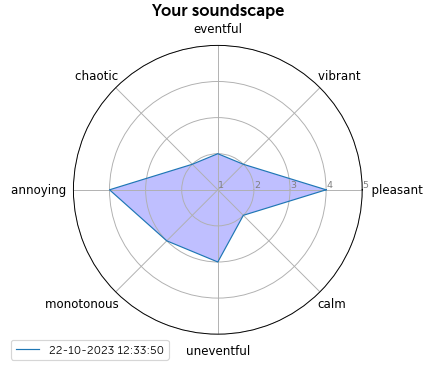 Your soundscape
eventful
chaotic
vibrant
annoying
1
2
3
4
5
pleasant
monotonous
calm
22-10-2023 12:33:50
uneventful